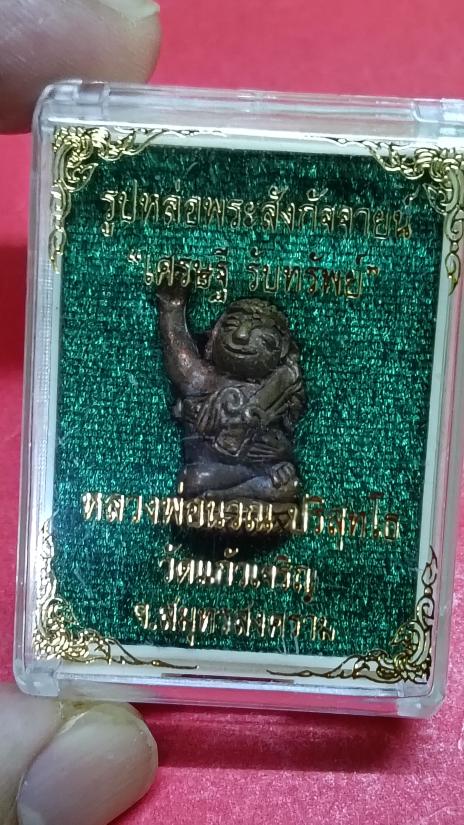 รูปหล่อพระสังกัจจายน์
"เศรษฐี รับทรัพย์"
หลวงพ่อ ปริสุทโธ
วัดแก้วเจริญ
จ.สมุทรสงคราม